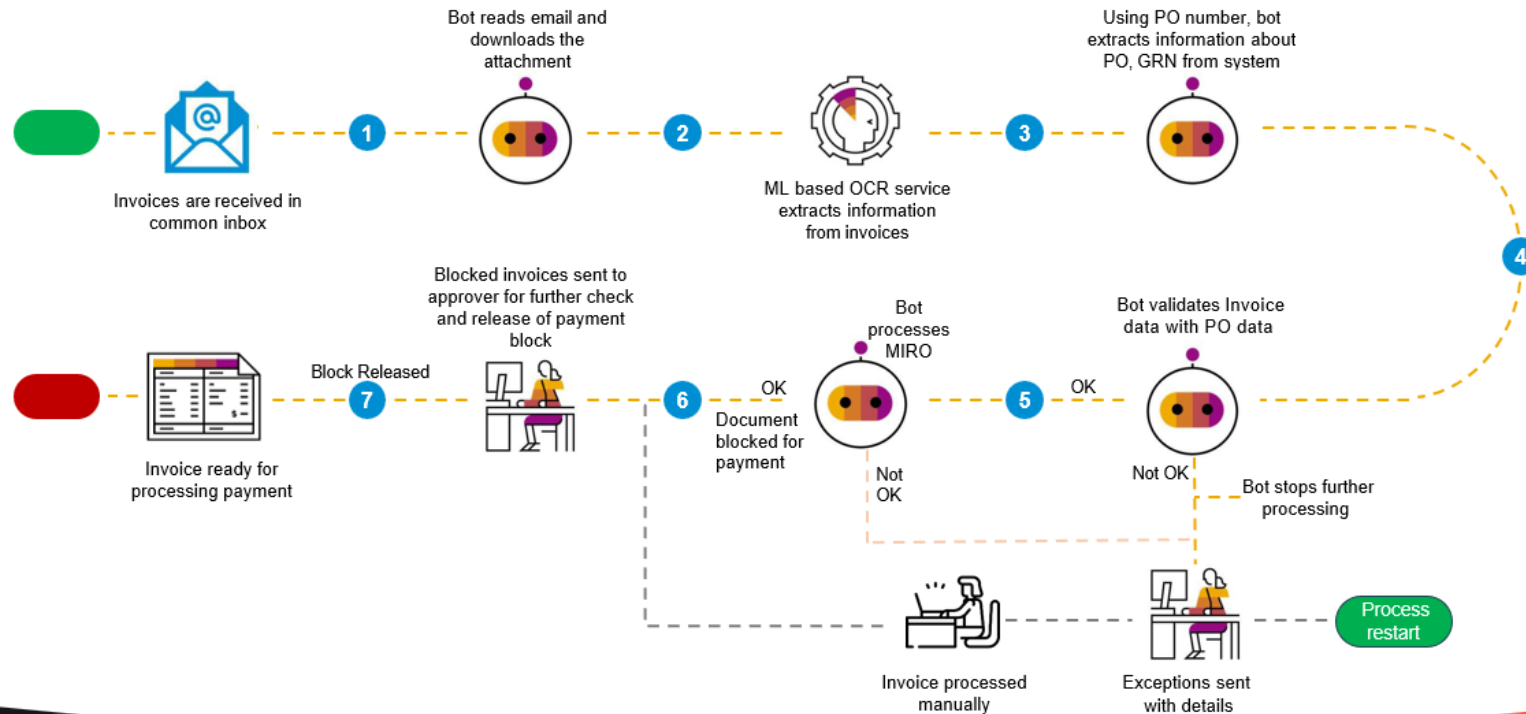 Bot reads email and
downloads the
attachment
Using PO number, bot
extracts information about
PO, GRN from system
@
1
2
3
Invoices are received in
common inbox
ML based OCR service
extracts information
from invoices
4
Blocked invoices sent to
approver for further check
and release of payment
block
Bot
processes
MIRO
Bot validates Invoice
data with PO data
Block Released
7
6
OK
5
OK
Document
blocked for
payment
$
Invoice ready for
processing payment
Not
OK
Not OK
Bot stops further
processing
Process
restart
Invoice processed
manually
Exceptions sent
with details